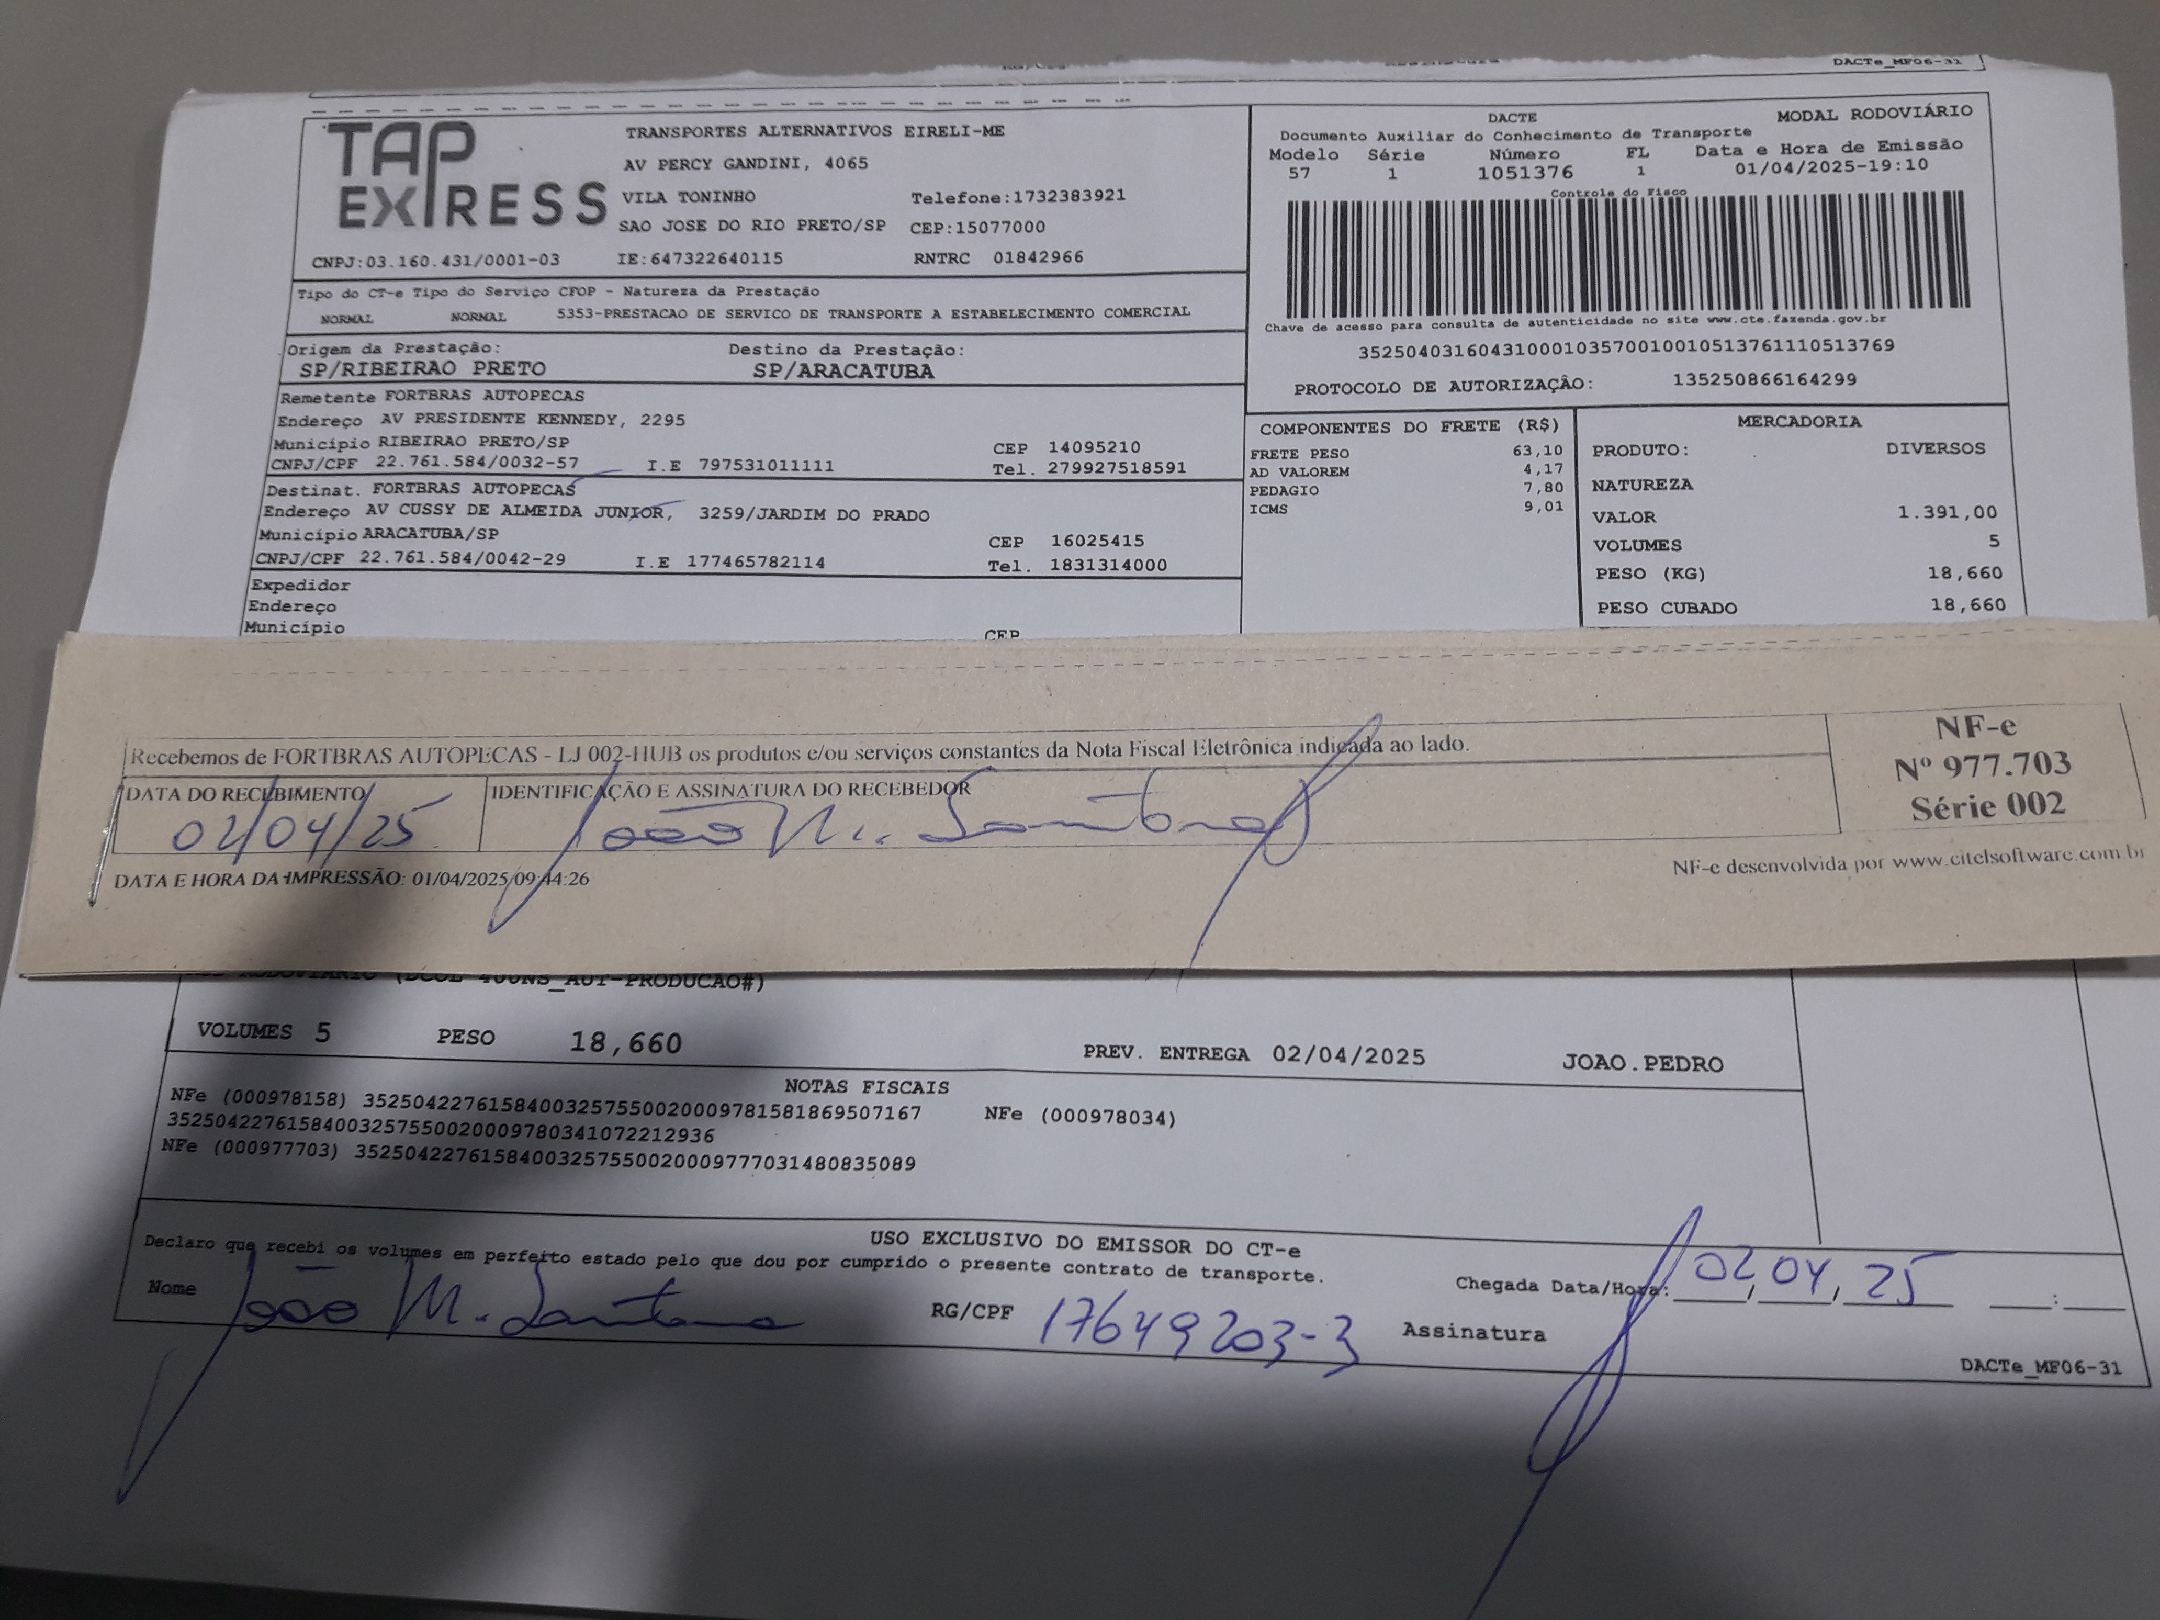 DACTe_MF06-31
TAP EXPRESS
TRANSPORTES ALTERNATIVOS EIRELI-ME
AV PERCY GANDINI, 4065
VILA TONINHO Telefone:1732383921
SAO JOSE DO RIO PRETO/SP CEP:15077000
CNPJ:03.160.431/0001-03 IE:647322640115 RNTRC 01842966
DACTE MODAL RODOVIÁRIO
Documento Auxiliar do Conhecimento de Transporte
Modelo Série Número FL Data e Hora de Emissão
57 1 1051376 1 01/04/2025-19:10
Controle do Fisco
Chave de acesso para consulta de autenticidade no site www.cte.fazenda.gov.br
35250403160431000103570010010513761110513769
PROTOCOLO DE AUTORIZAÇÃO: 135250866164299
Tipo do CT-e Tipo do Serviço CFOP - Natureza da Prestação
NORMAL NORMAL 5353-PRESTACAO DE SERVICO DE TRANSPORTE A ESTABELECIMENTO COMERCIAL
Origem da Prestação: Destino da Prestação:
SP/RIBEIRAO PRETO SP/ARACATUBA
Remetente FORTBRAS AUTOPECAS
Endereço AV PRESIDENTE KENNEDY, 2295
Município RIBEIRAO PRETO/SP CEP 14095210
CNPJ/CPF 22.761.584/0032-57 I.E 797531011111 Tel. 279927518591
Destinat. FORTBRAS AUTOPECAS
Endereço AV CUSSY DE ALMEIDA JUNIOR, 3259/JARDIM DO PRADO
Município ARACATUBA/SP CEP 16025415
CNPJ/CPF 22.761.584/0042-29 I.E 177465782114 Tel. 1831314000
Expedidor
Endereço
Município CEP
COMPONENTES DO FRETE (R$)
FRETE PESO 63,10
AD VALOREM 4,17
PEDAGIO 7,80
ICMS 9,01
MERCADORIA
PRODUTO: DIVERSOS
NATUREZA
VALOR 1.391,00
VOLUMES 5
PESO (KG) 18,660
PESO CUBADO 18,660
Recebemos de FORTBRAS AUTOPECAS - LJ 002-HUB os produtos e/ou serviços constantes da Nota Fiscal Eletrônica indicada ao lado.
DATA DO RECEBIMENTO IDENTIFICAÇÃO E ASSINATURA DO RECEBEDOR
02/04/25 João M. Santana
DATA E HORA DA IMPRESSÃO: 01/04/2025 09:44:26
NF-e
Nº 977.703
Série 002
NF-e desenvolvida por www.citelsoftware.com.br
RODOVIÁRIO (DCOL 400NS_AUT-PRODUCAO#)
VOLUMES 5 PESO 18,660 PREV. ENTREGA 02/04/2025 JOAO.PEDRO
NOTAS FISCAIS
NFe (000978158) 35250422761584003257550020009781581869507167 NFe (000978034)
35250422761584003257550020009780341072212936
NFe (000977703) 35250422761584003257550020009777031480835089
USO EXCLUSIVO DO EMISSOR DO CT-e
Declaro que recebi os volumes em perfeito estado pelo que dou por cumprido o presente contrato de transporte.
Chegada Data/Hora: 02, 04, 25 :
Nome João M. Santana RG/CPF 17649203-3 Assinatura
DACTe_MF06-31